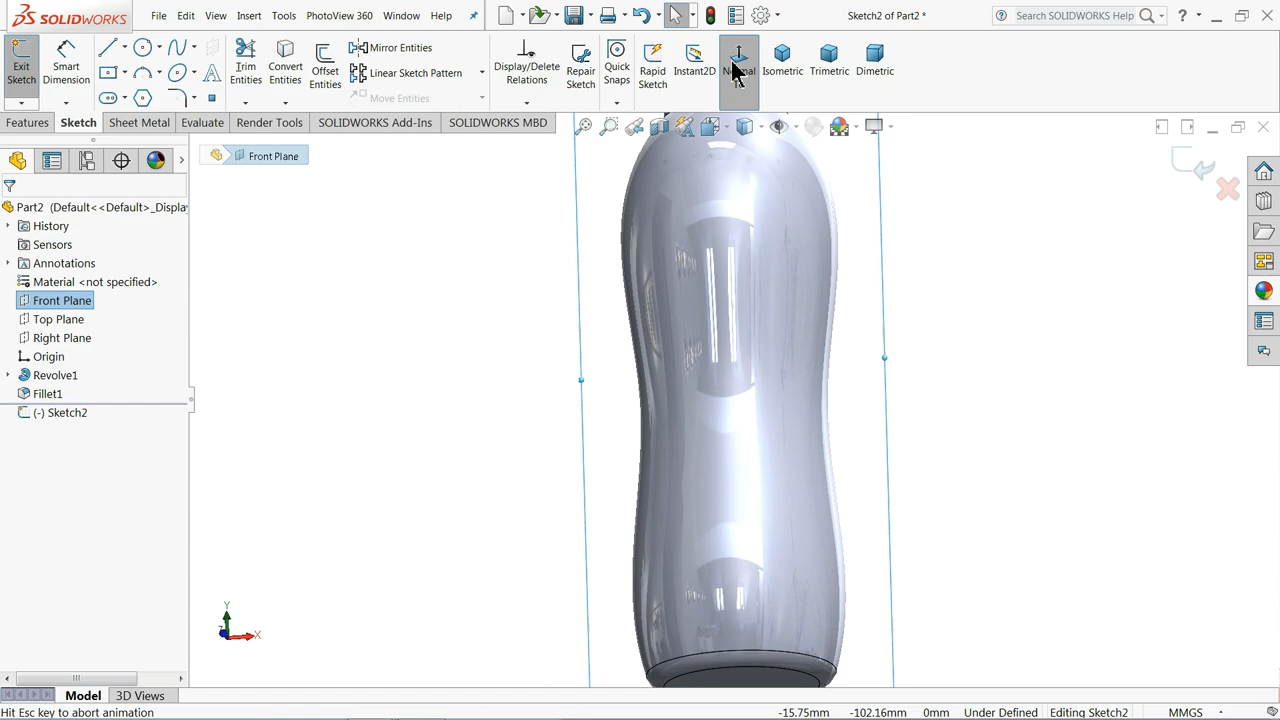 SOLIDWORKS File Edit View Insert Tools PhotoView 360 Window Help Sketch2 of Part2 * Search SOLIDWORKS Help
Exit Sketch
Smart Dimension
Trim Entities
Convert Entities
Offset Entities
Mirror Entities
Linear Sketch Pattern
Move Entities
Display/Delete Relations
Repair Sketch
Quick Snaps
Rapid Sketch
Instant2D
Isometric
Trimetric
Dimetric
Features Sketch Sheet Metal Evaluate Render Tools SOLIDWORKS Add-Ins SOLIDWORKS MBD
Front Plane
Part2 (Default<<Default>_Displa
History
Sensors
Annotations
Material <not specified>
Front Plane
Top Plane
Right Plane
Origin
Revolve1
Fillet1
(-) Sketch2
Y
X
Model 3D Views
Hit Esc key to abort animation -15.75mm -102.16mm 0mm Under Defined Editing Sketch2 MMGS